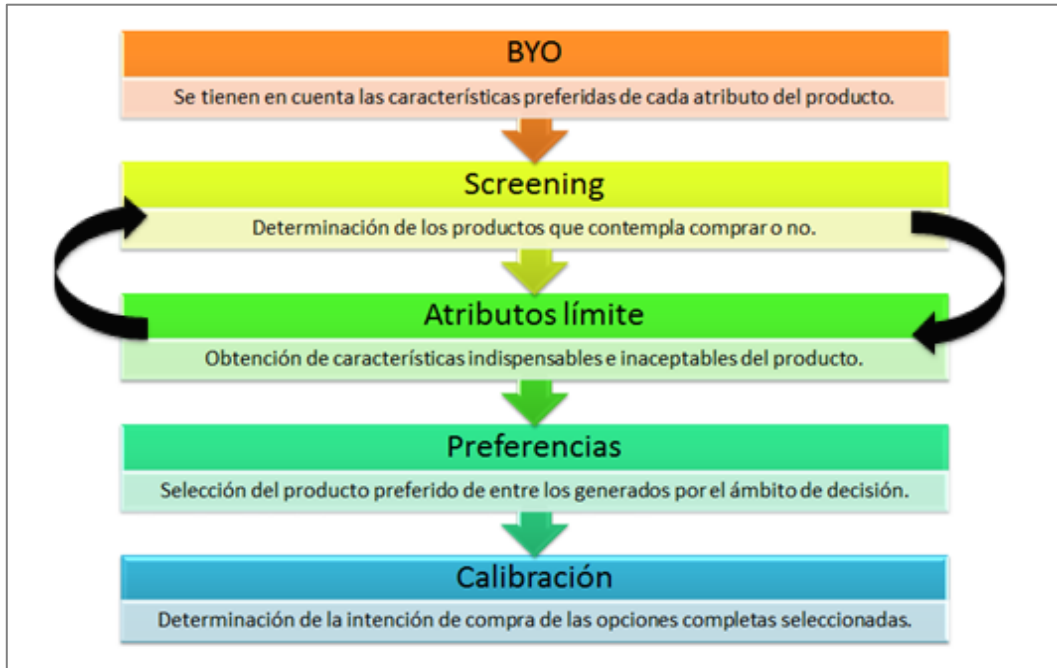 BYO
Se tienen en cuenta las características preferidas de cada atributo del producto.
Screening
Determinación de los productos que contempla comprar o no.
Atributos límite
Obtención de características indispensables e inaceptables del producto.
Preferencias
Selección del producto preferido de entre los generados por el ámbito de decisión.
Calibración
Determinación de la intención de compra de las opciones completas seleccionadas.